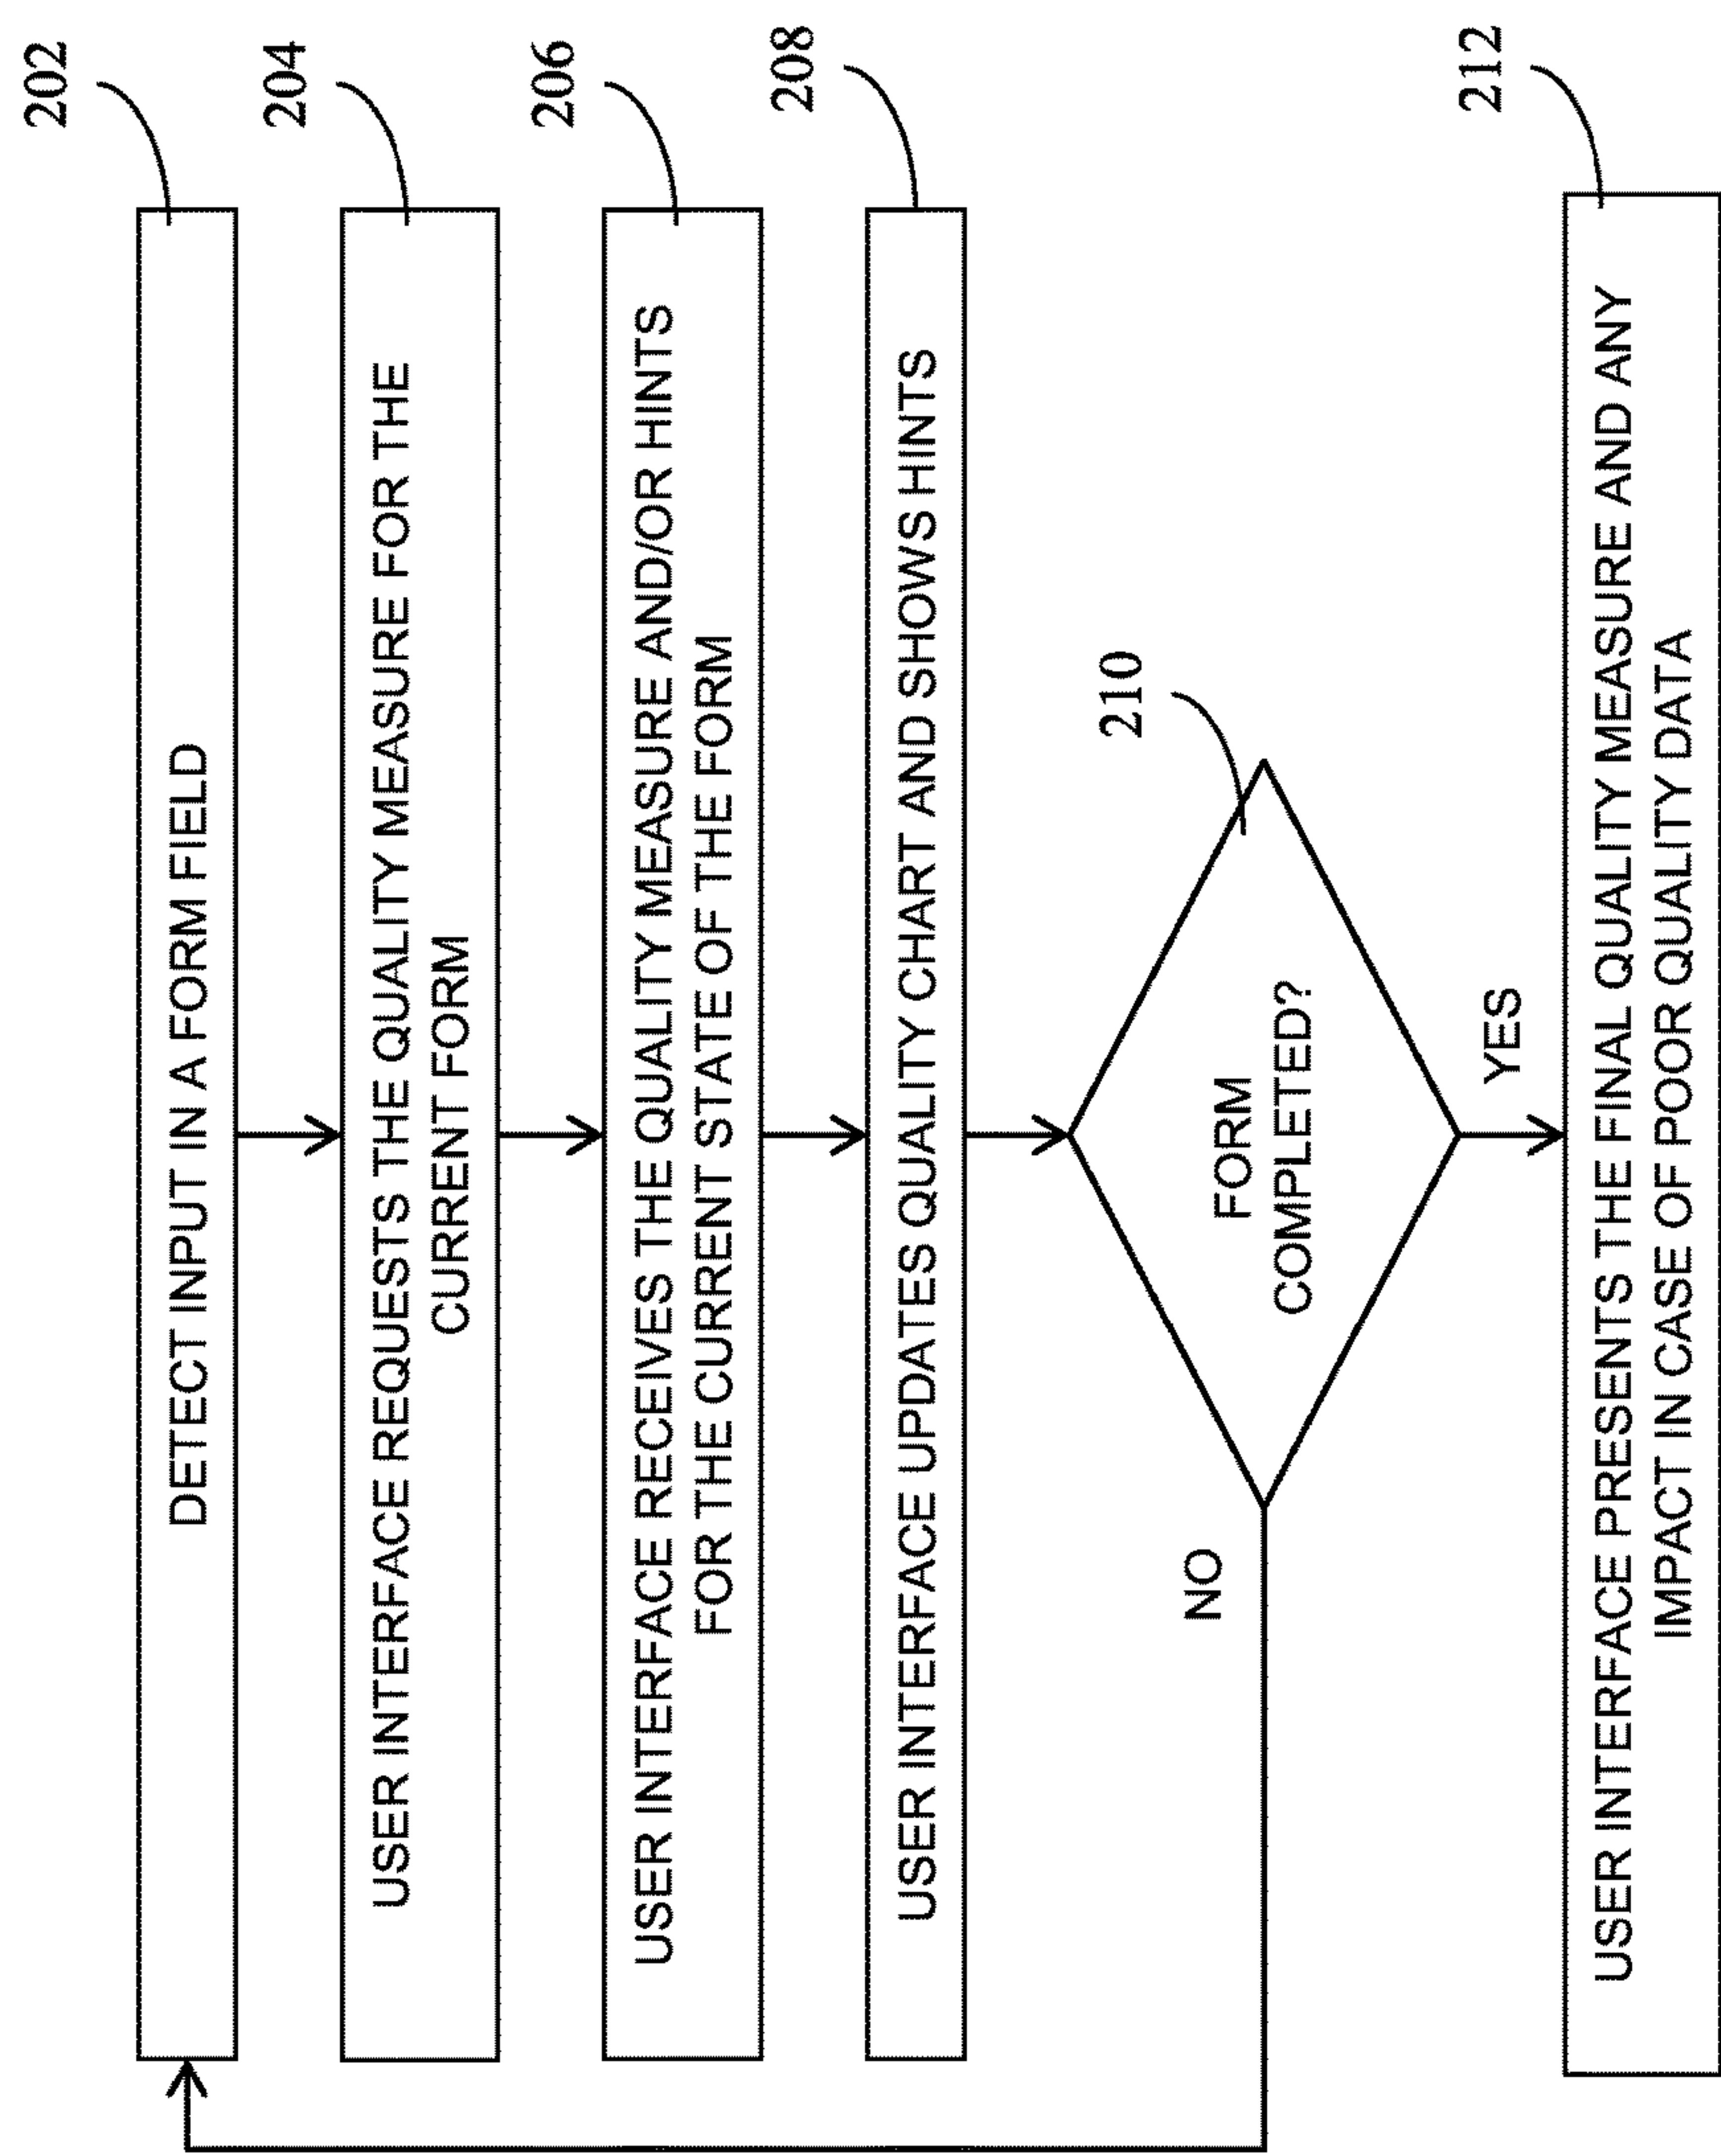 202
DETECT INPUT IN A FORM FIELD
204
USER INTERFACE REQUESTS THE QUALITY MEASURE FOR THE
CURRENT FORM
206
USER INTERFACE RECEIVES THE QUALITY MEASURE AND/OR HINTS
FOR THE CURRENT STATE OF THE FORM
208
USER INTERFACE UPDATES QUALITY CHART AND SHOWS HINTS
210
FORM
COMPLETED?
NO
YES
212
USER INTERFACE PRESENTS THE FINAL QUALITY MEASURE AND ANY
IMPACT IN CASE OF POOR QUALITY DATA